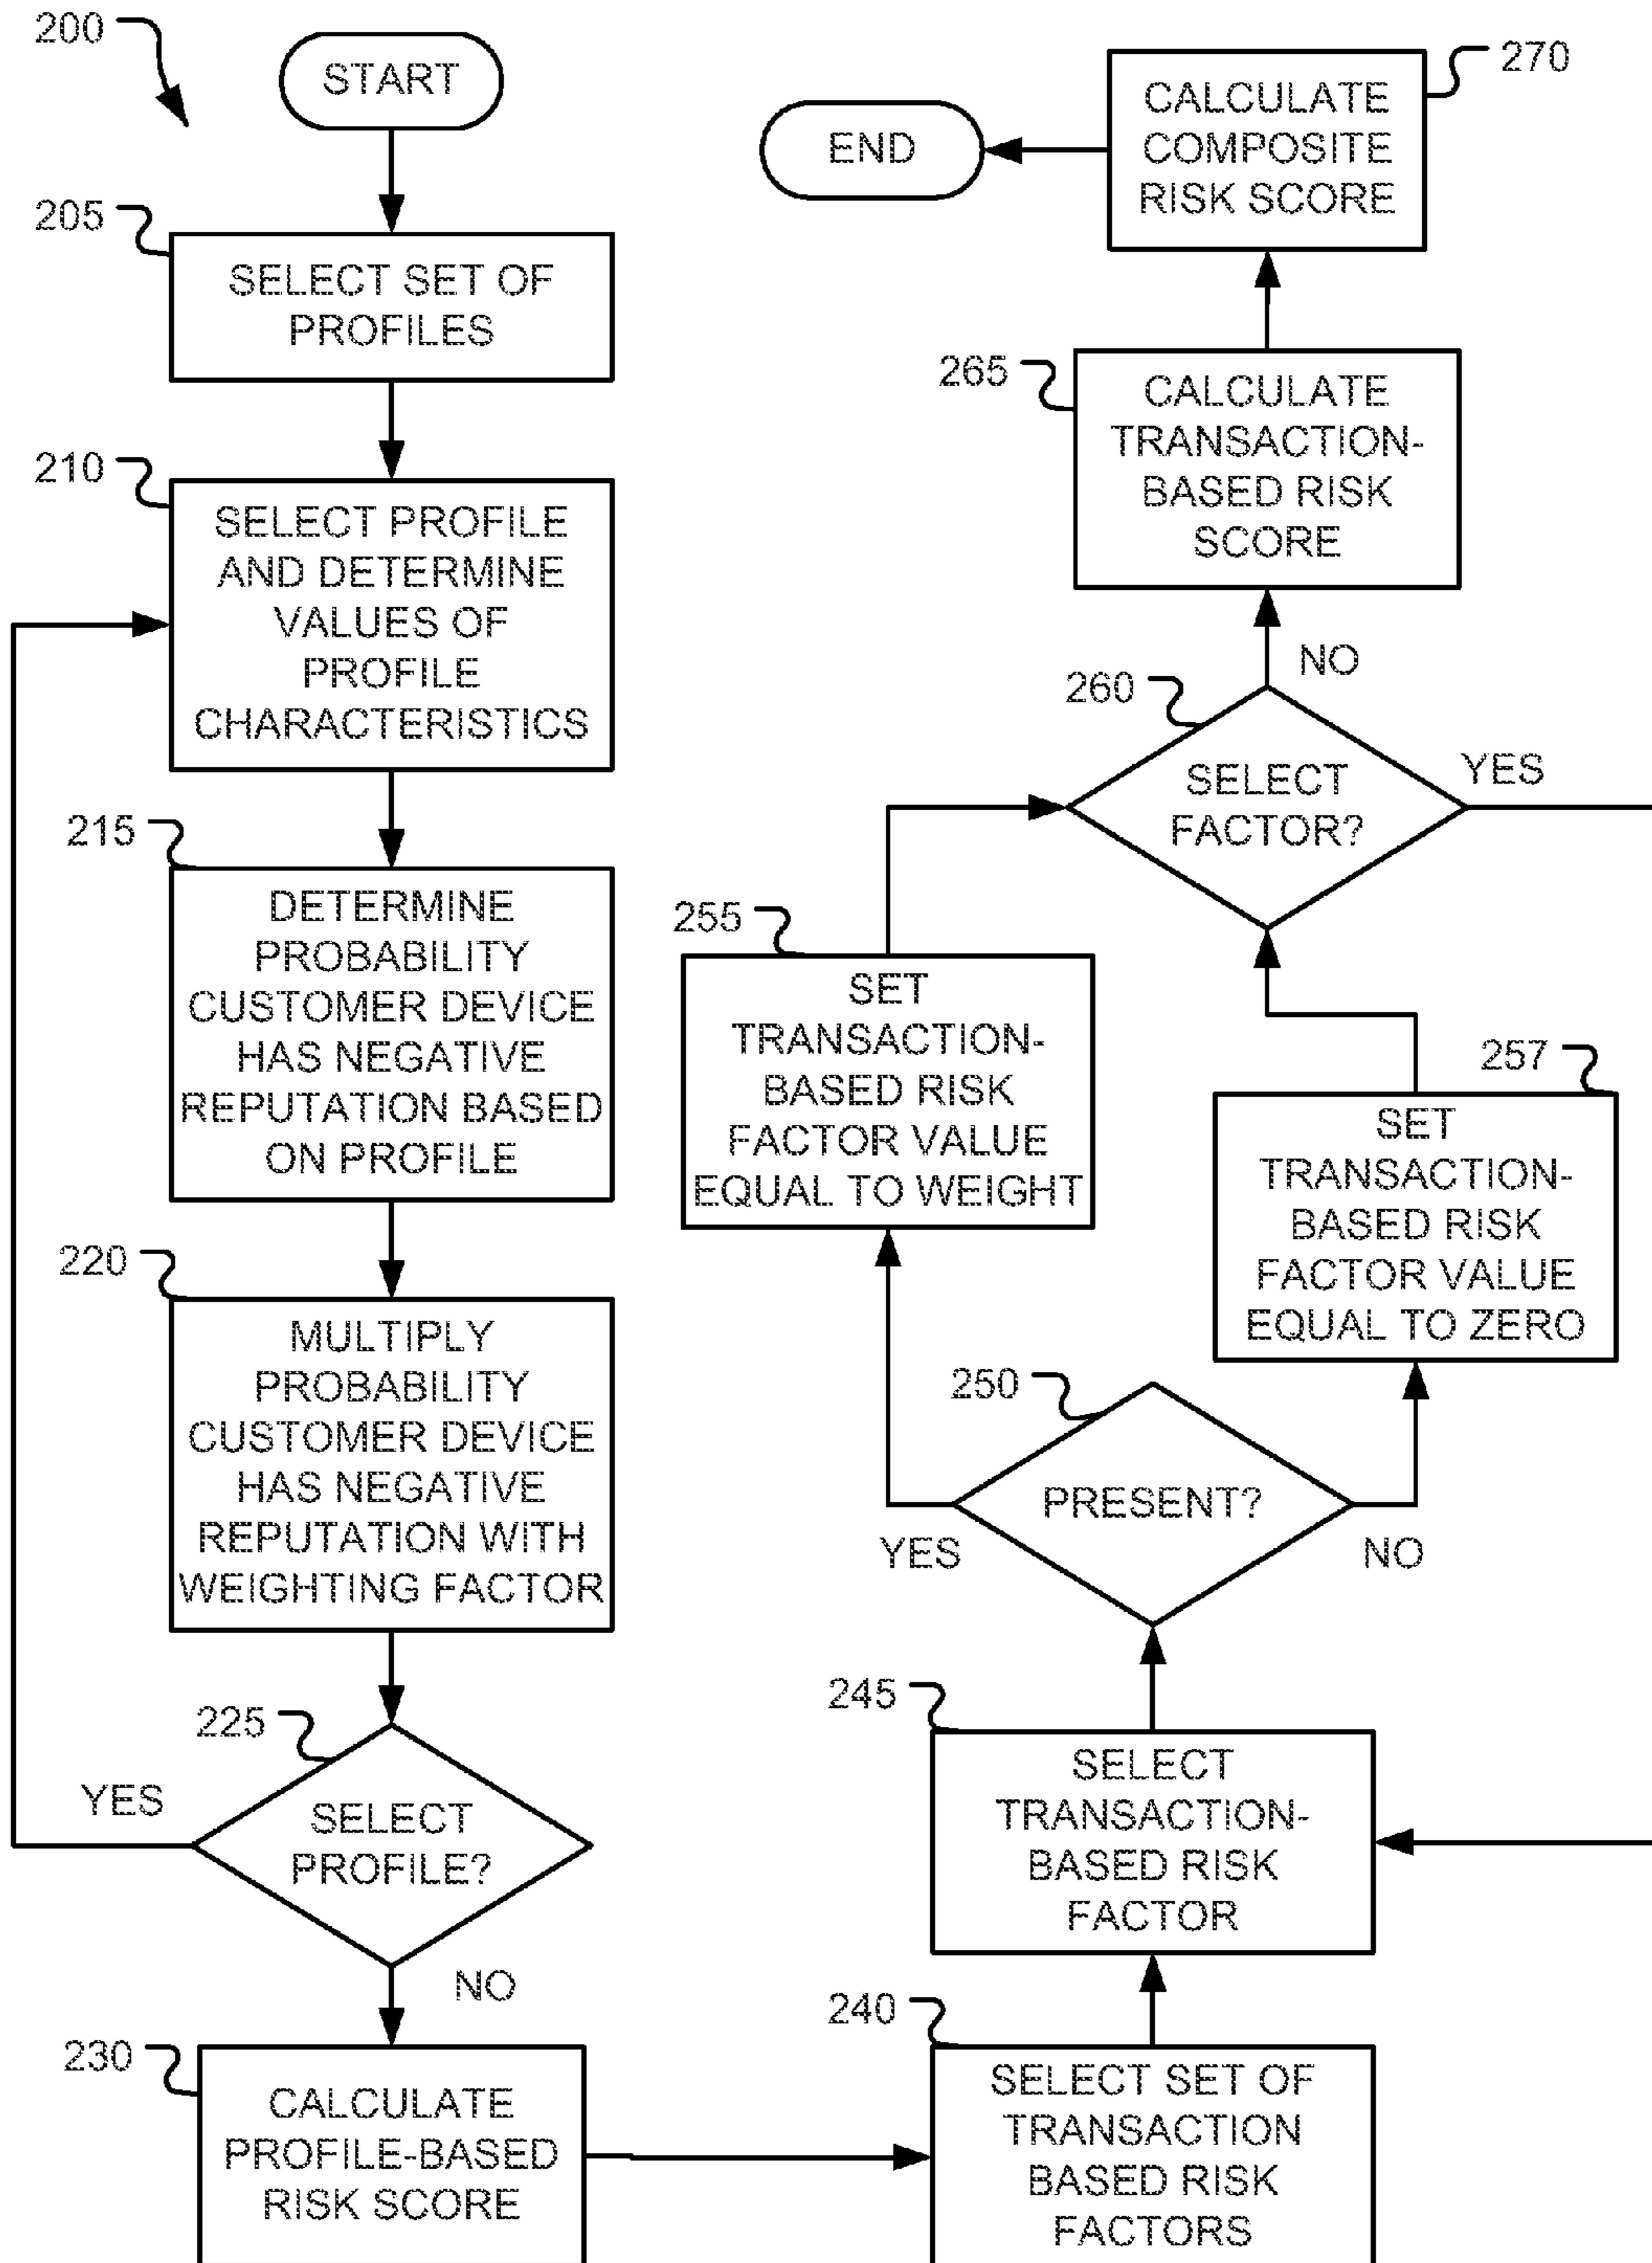 200
START
205
SELECT SET OF
PROFILES
210
SELECT PROFILE
AND DETERMINE
VALUES OF
PROFILE
CHARACTERISTICS
215
DETERMINE
PROBABILITY
CUSTOMER DEVICE
HAS NEGATIVE
REPUTATION BASED
ON PROFILE
220
MULTIPLY
PROBABILITY
CUSTOMER DEVICE
HAS NEGATIVE
REPUTATION WITH
WEIGHTING FACTOR
225
YES
SELECT
PROFILE?
NO
230
CALCULATE
PROFILE-BASED
RISK SCORE
240
SELECT SET OF
TRANSACTION
BASED RISK
FACTORS
245
SELECT
TRANSACTION-
BASED RISK
FACTOR
250
PRESENT?
YES
NO
255
SET
TRANSACTION-
BASED RISK
FACTOR VALUE
EQUAL TO WEIGHT
257
SET
TRANSACTION-
BASED RISK
FACTOR VALUE
EQUAL TO ZERO
260
SELECT
FACTOR?
YES
NO
265
CALCULATE
TRANSACTION-
BASED RISK
SCORE
270
CALCULATE
COMPOSITE
RISK SCORE
END